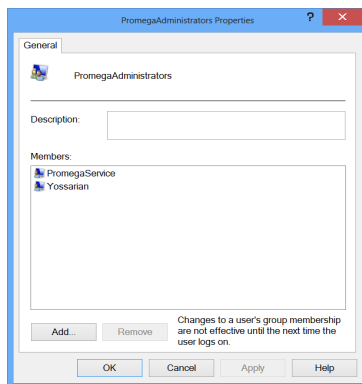 PromegaAdministrators Properties
?
×
General
PromegaAdministrators
Description:
Members:
PromegaService
Yossarian
Add...
Remove
Changes to a user's group membership
are not effective until the next time the
user logs on.
OK
Cancel
Apply
Help